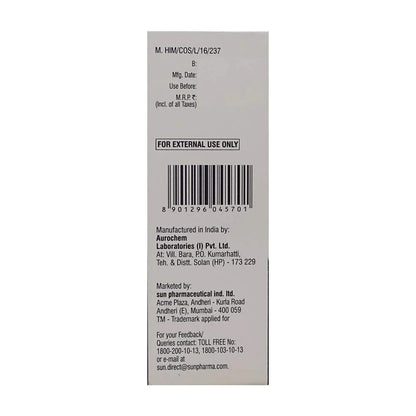 M. HIM/COS/L/16/237
B:
Mfg. Date:
Use Before:
M.R.P.₹:
(Incl. of all Taxes)
FOR EXTERNAL USE ONLY
8 901296 045701
Manufactured in India by:
Aurochem
Laboratories (I) Pvt. Ltd.
At: Vill. Bara, P.O. Kumarhatti,
Teh. & Distt. Solan (HP) - 173 229
Marketed by:
sun pharmaceutical ind. ltd.
Acme Plaza, Andheri - Kurla Road
Andheri (E), Mumbai - 400 059
TM - Trademark applied for
For your Feedback/
Queries contact: TOLL FREE No:
1800-200-10-13, 1800-103-10-13
or e-mail at
sun.direct@sunpharma.com.